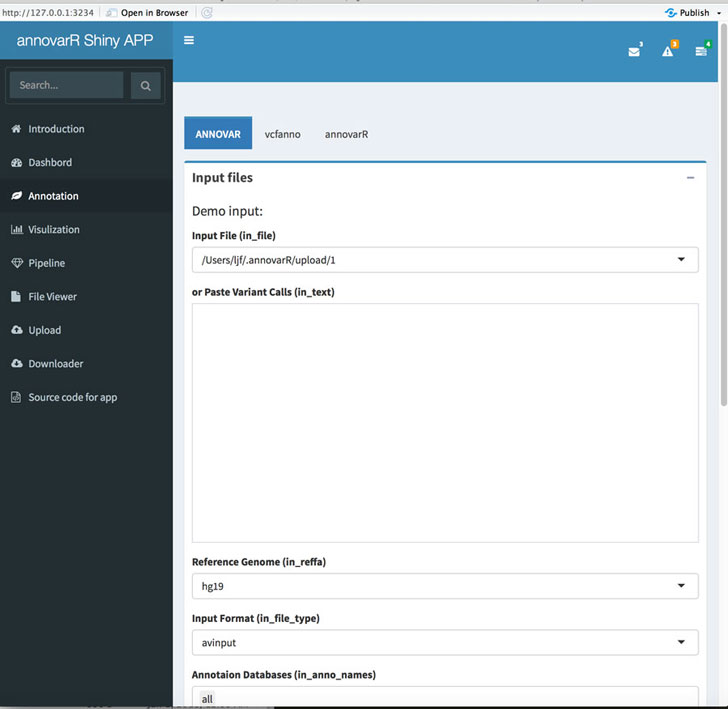 http://127.0.0.1:3234 Open in Browser Publish
annovarR Shiny APP
3 3 4
Search...
Introduction
Dashbord
Annotation
Visulization
Pipeline
File Viewer
Upload
Downloader
Source code for app
ANNOVAR vcfanno annovarR
Input files
Demo input:
Input File (in_file)
/Users/ljf/.annovarR/upload/1
or Paste Variant Calls (in_text)
Reference Genome (in_reffa)
hg19
Input Format (in_file_type)
avinput
Annotaion Databases (in_anno_names)
all